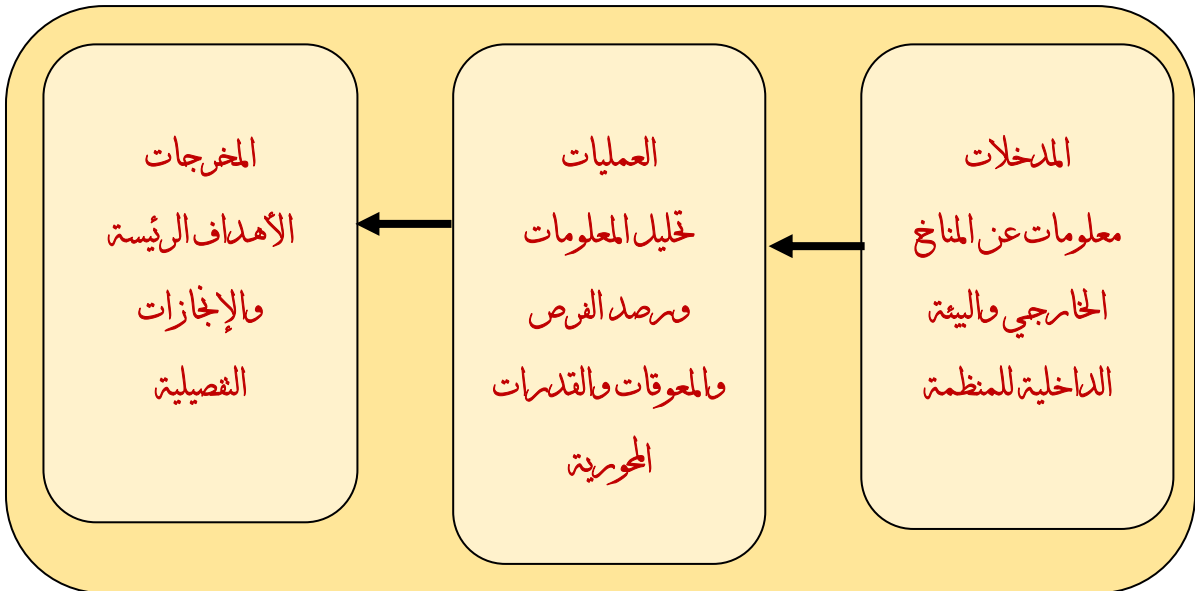 المدخلات
معلومات عن المناخ
الخارجي والبيئة
الداخلية للمنظمة
العمليات
تحليل المعلومات
ورصد الفرص
والمعوقات والقدرات
المحورية
المخرجات
الأهداف الرئيسة
والإنجازات
التفصيلية